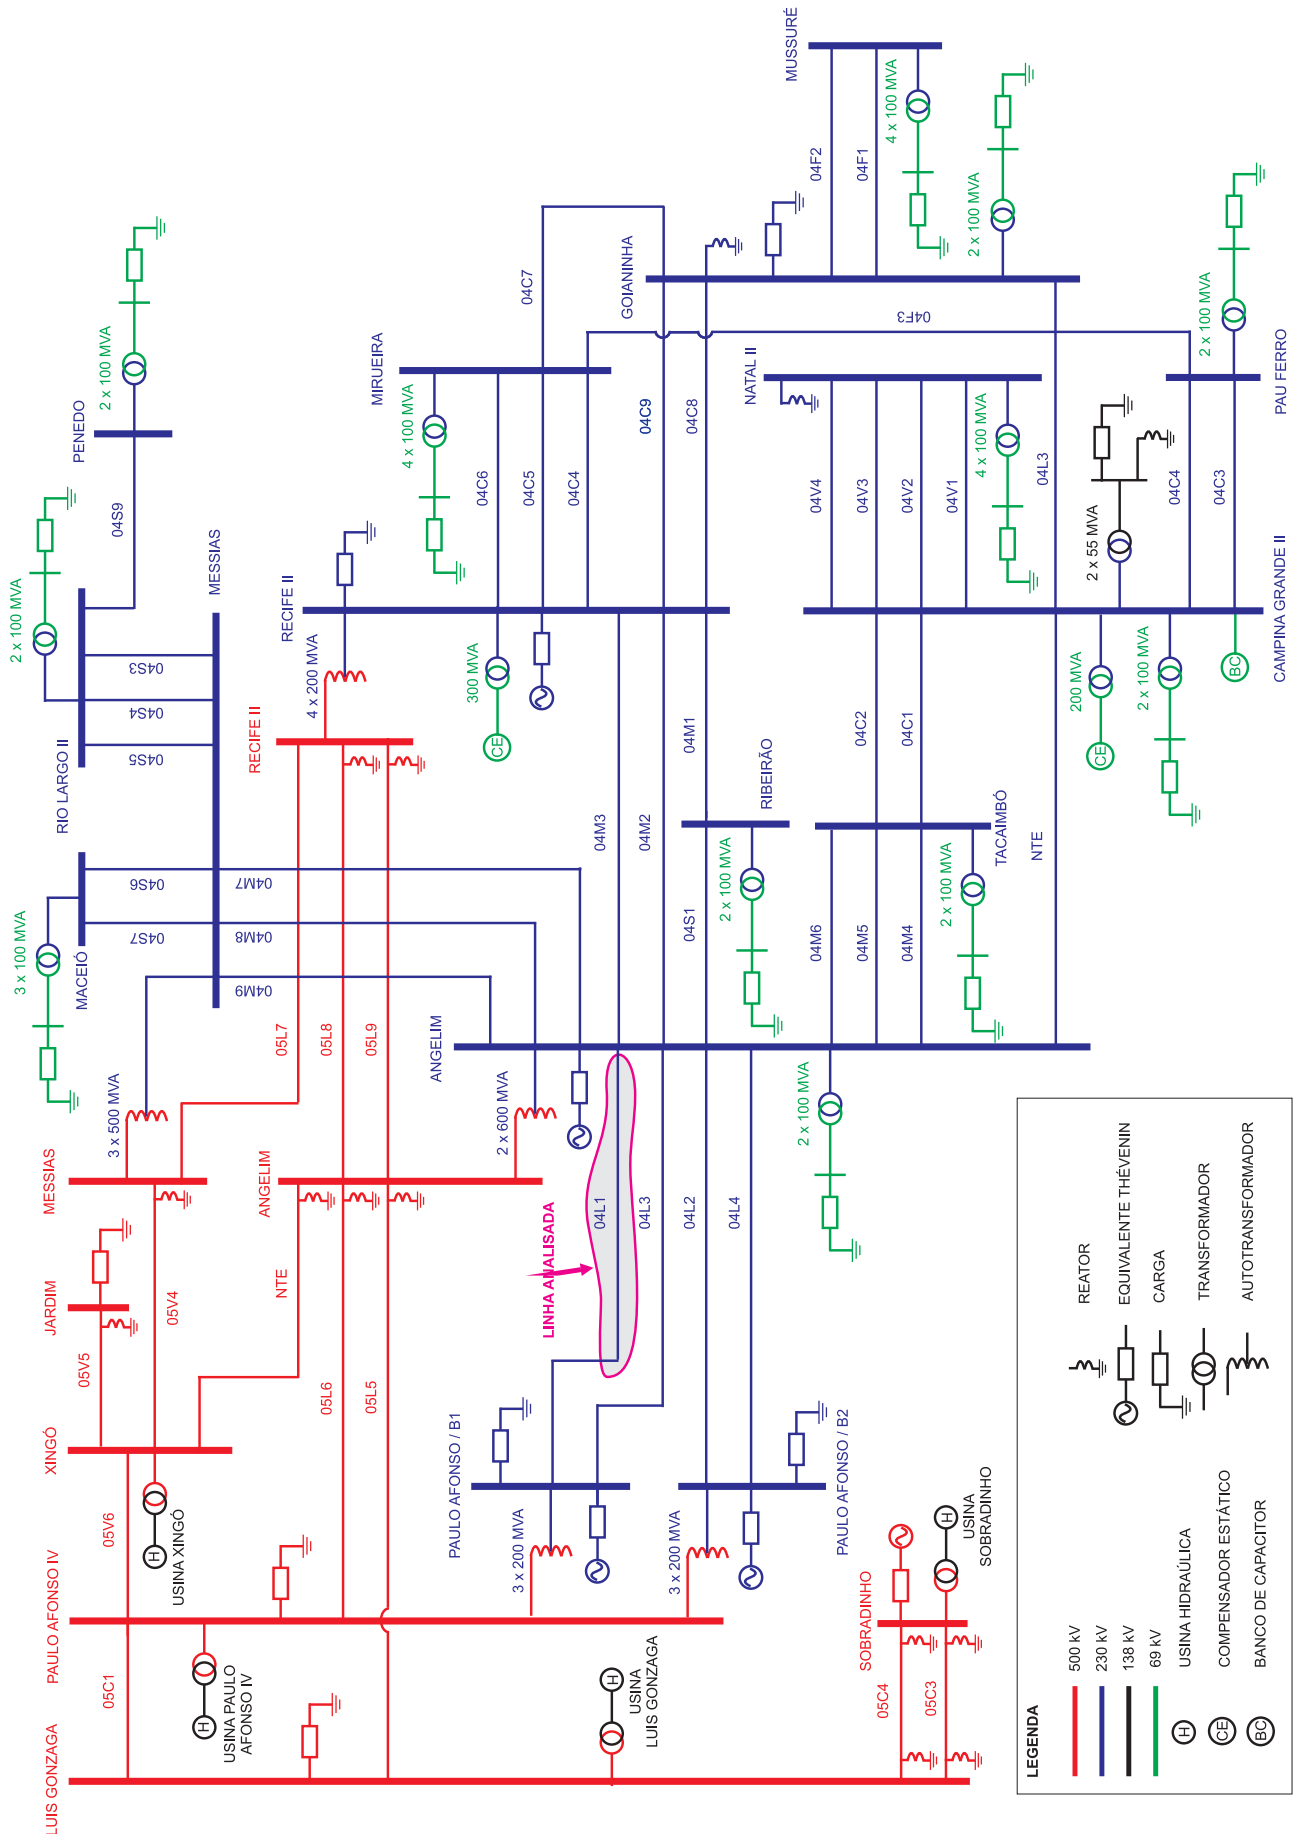 MUSSURÉ
4 x 100 MVA
04F2
04F1
2 x 100 MVA
GOIANINHA
04C7
04F3
2 x 100 MVA
PAU FERRO
PENEDO
2 x 100 MVA
04S9
MIRUEIRA
4 x 100 MVA
04C6
04C5
04C4
04C9
04C8
NATAL II
04V4
04V3
04V2
04V1
4 x 100 MVA
04L3
2 x 55 MVA
04C4
04C3
CAMPINA GRANDE II
2 x 100 MVA
MESSIAS
04S3
04S4
04S5
RIO LARGO II
RECIFE II
4 x 200 MVA
RECIFE II
300 MVA
CE
04M3
04M2
04M1
RIBEIRÃO
2 x 100 MVA
04S1
04C2
04C1
TACAIMBÓ
2 x 100 MVA
NTE
200 MVA
CE
2 x 100 MVA
BC
04M6
04M5
04M4
3 x 100 MVA
MACEIÓ
04S6
04S7
04M7
04M8
04M9
05L7
05L8
05L9
ANGELIM
2 x 100 MVA
3 x 500 MVA
2 x 600 MVA
MESSIAS
ANGELIM
JARDIM
05V5
05V4
NTE
05L6
05L5
LINHA ANALISADA
04L1
04L3
04L2
04L4
XINGÓ
05V6
H
USINA XINGÓ
PAULO AFONSO / B1
3 x 200 MVA
3 x 200 MVA
PAULO AFONSO / B2
PAULO AFONSO IV
05C1
H
USINA PAULO
AFONSO IV
LUIS GONZAGA
H
USINA
LUIS GONZAGA
SOBRADINHO
H
USINA
SOBRADINHO
05C4
05C3
LEGENDA
500 kV
230 kV
138 kV
69 kV
H
USINA HIDRAÚLICA
CE
COMPENSADOR ESTÁTICO
BC
BANCO DE CAPACITOR
REATOR
EQUIVALENTE THÉVENIN
CARGA
TRANSFORMADOR
AUTOTRANSFORMADOR